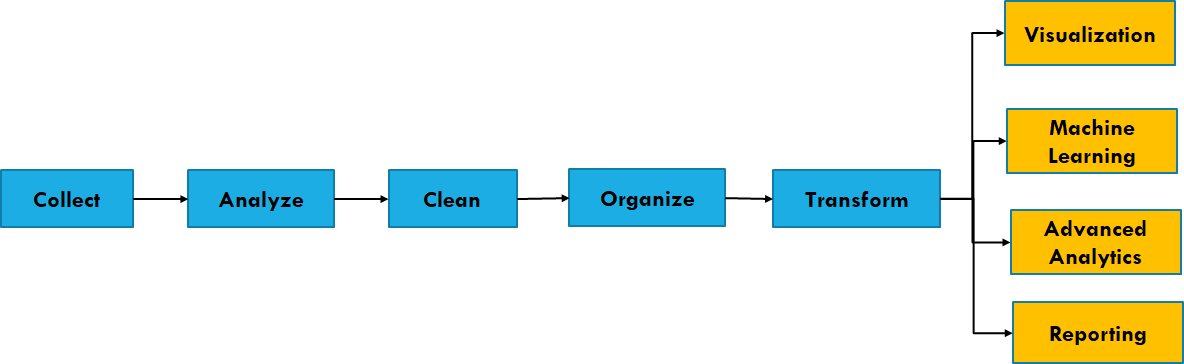 Collect
Analyze
Clean
Organize
Transform
Visualization
Machine
Learning
Advanced
Analytics
Reporting